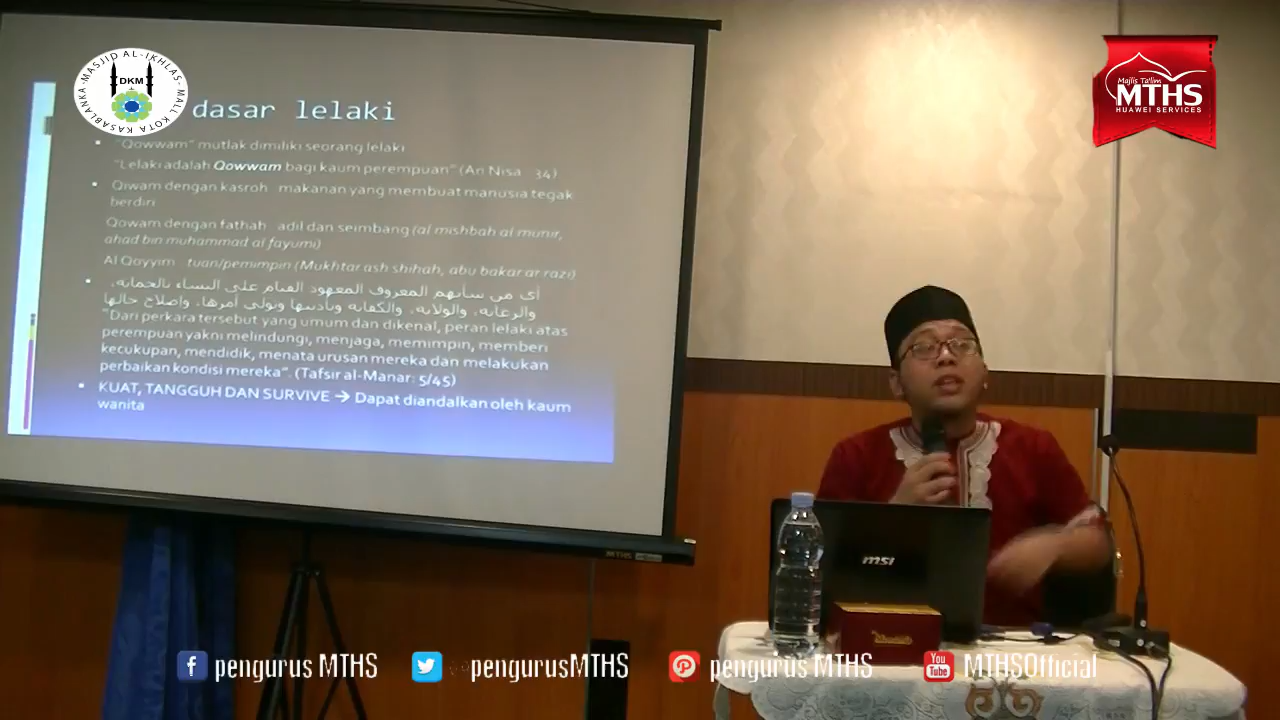 MASJID AL-IKHLAS
DKM
MALL KOTA KASABLANKA
Majlis Ta'lim
MTHS
HUAWEI SERVICES
dasar lelaki
"Qowwam" mutlak dimiliki seorang lelaki
"Lelaki adalah Qowwam bagi kaum perempuan" (An Nisa 34)
Qiwam dengan kasroh makanan yang membuat manusia tegak
berdiri
Qowam dengan fathah adil dan seimbang (al mishbah al munir,
ahad bin muhammad al fayumi)
Al Qayyim tuan/pemimpin (Mukhtar ash shihah, abu bakar ar razi)
أي من شأنهم المعروف المعهود القيام على النساء بالحماية،
والرعاية، والولاية، والكفاية وتأديبها وتولى أمرها، وإصلاح حالها
"Dari perkara tersebut yang umum dan dikenal, peran lelaki atas
perempuan yakni melindungi, menjaga, memimpin, memberi
kecukupan, mendidik, menata urusan mereka dan melakukan
perbaikan kondisi mereka". (Tafsir al-Manar: 5/45)
KUAT, TANGGUH DAN SURVIVE → Dapat diandalkan oleh kaum
wanita
MTHS
msi
pengurus MTHS
pengurusMTHS
pengurus MTHS
You Tube
MTHSOfficial